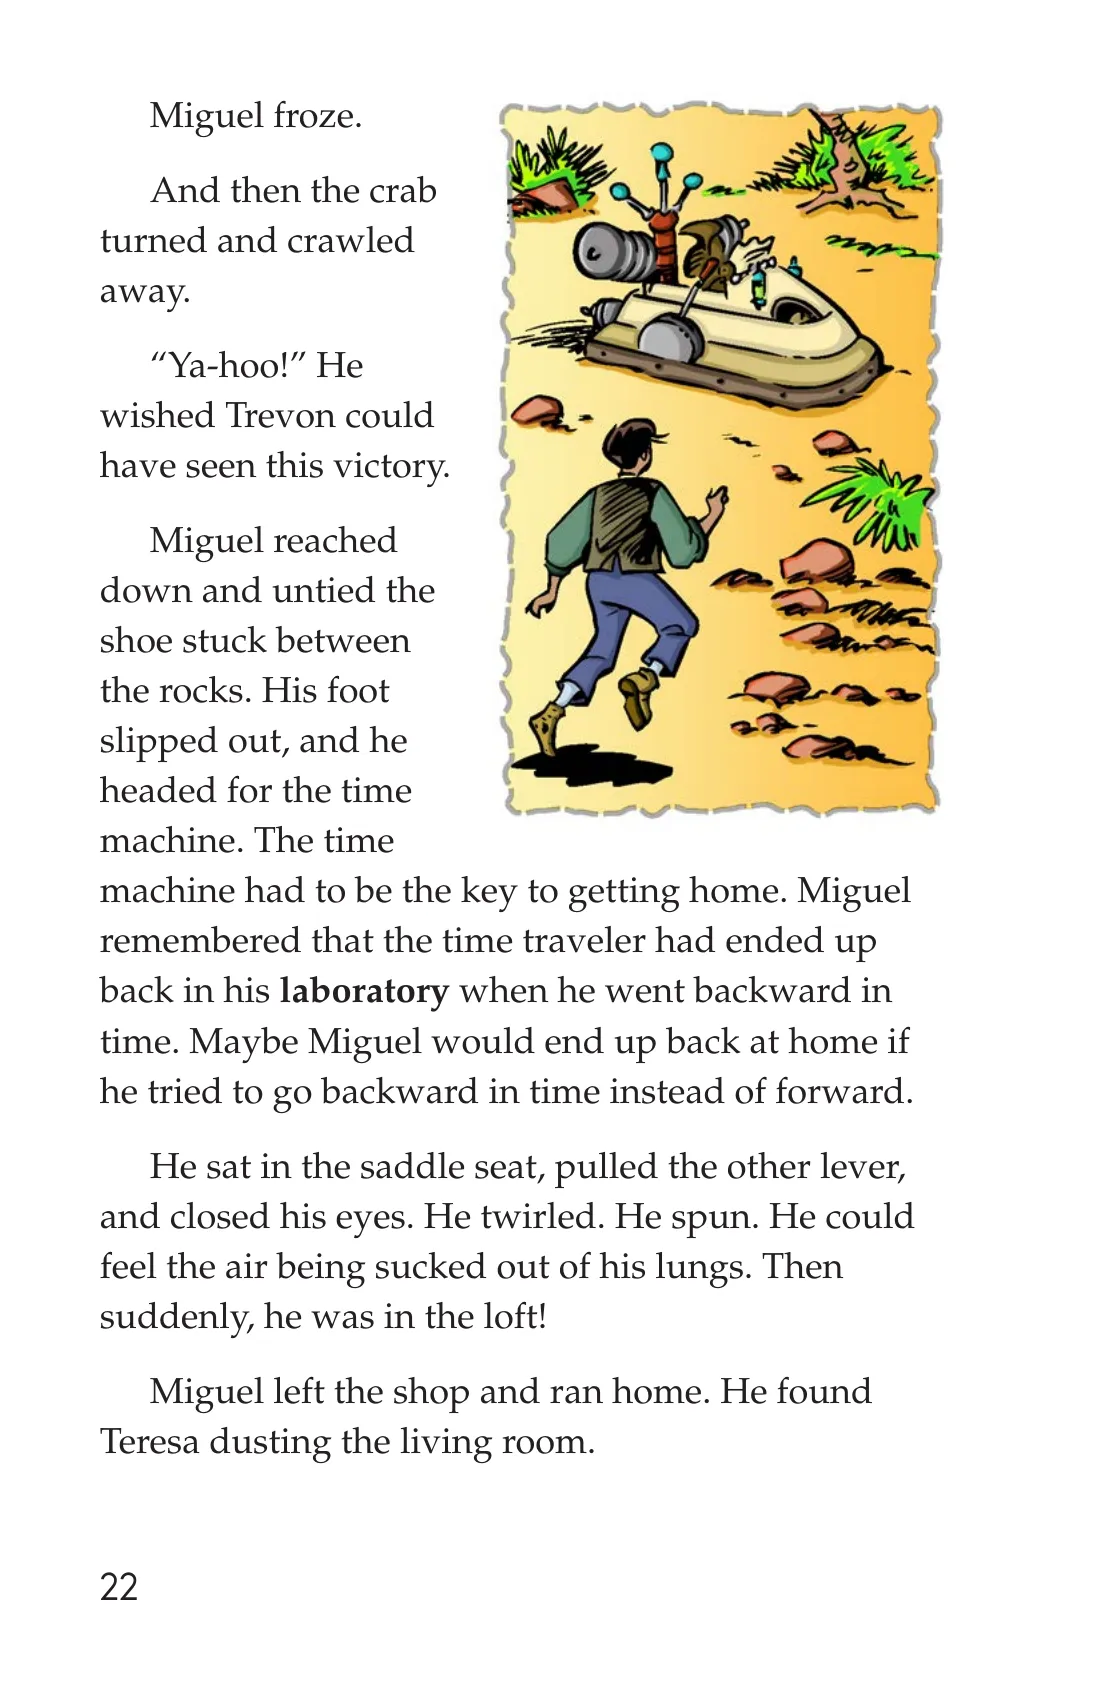 Miguel froze.
And then the crab
turned and crawled
away.
“Ya-hoo!” He
wished Trevon could
have seen this victory.
Miguel reached
down and untied the
shoe stuck between
the rocks. His foot
slipped out, and he
headed for the time
machine. The time
machine had to be the key to getting home. Miguel
remembered that the time traveler had ended up
back in his laboratory when he went backward in
time. Maybe Miguel would end up back at home if
he tried to go backward in time instead of forward.
He sat in the saddle seat, pulled the other lever,
and closed his eyes. He twirled. He spun. He could
feel the air being sucked out of his lungs. Then
suddenly, he was in the loft!
Miguel left the shop and ran home. He found
Teresa dusting the living room.
22